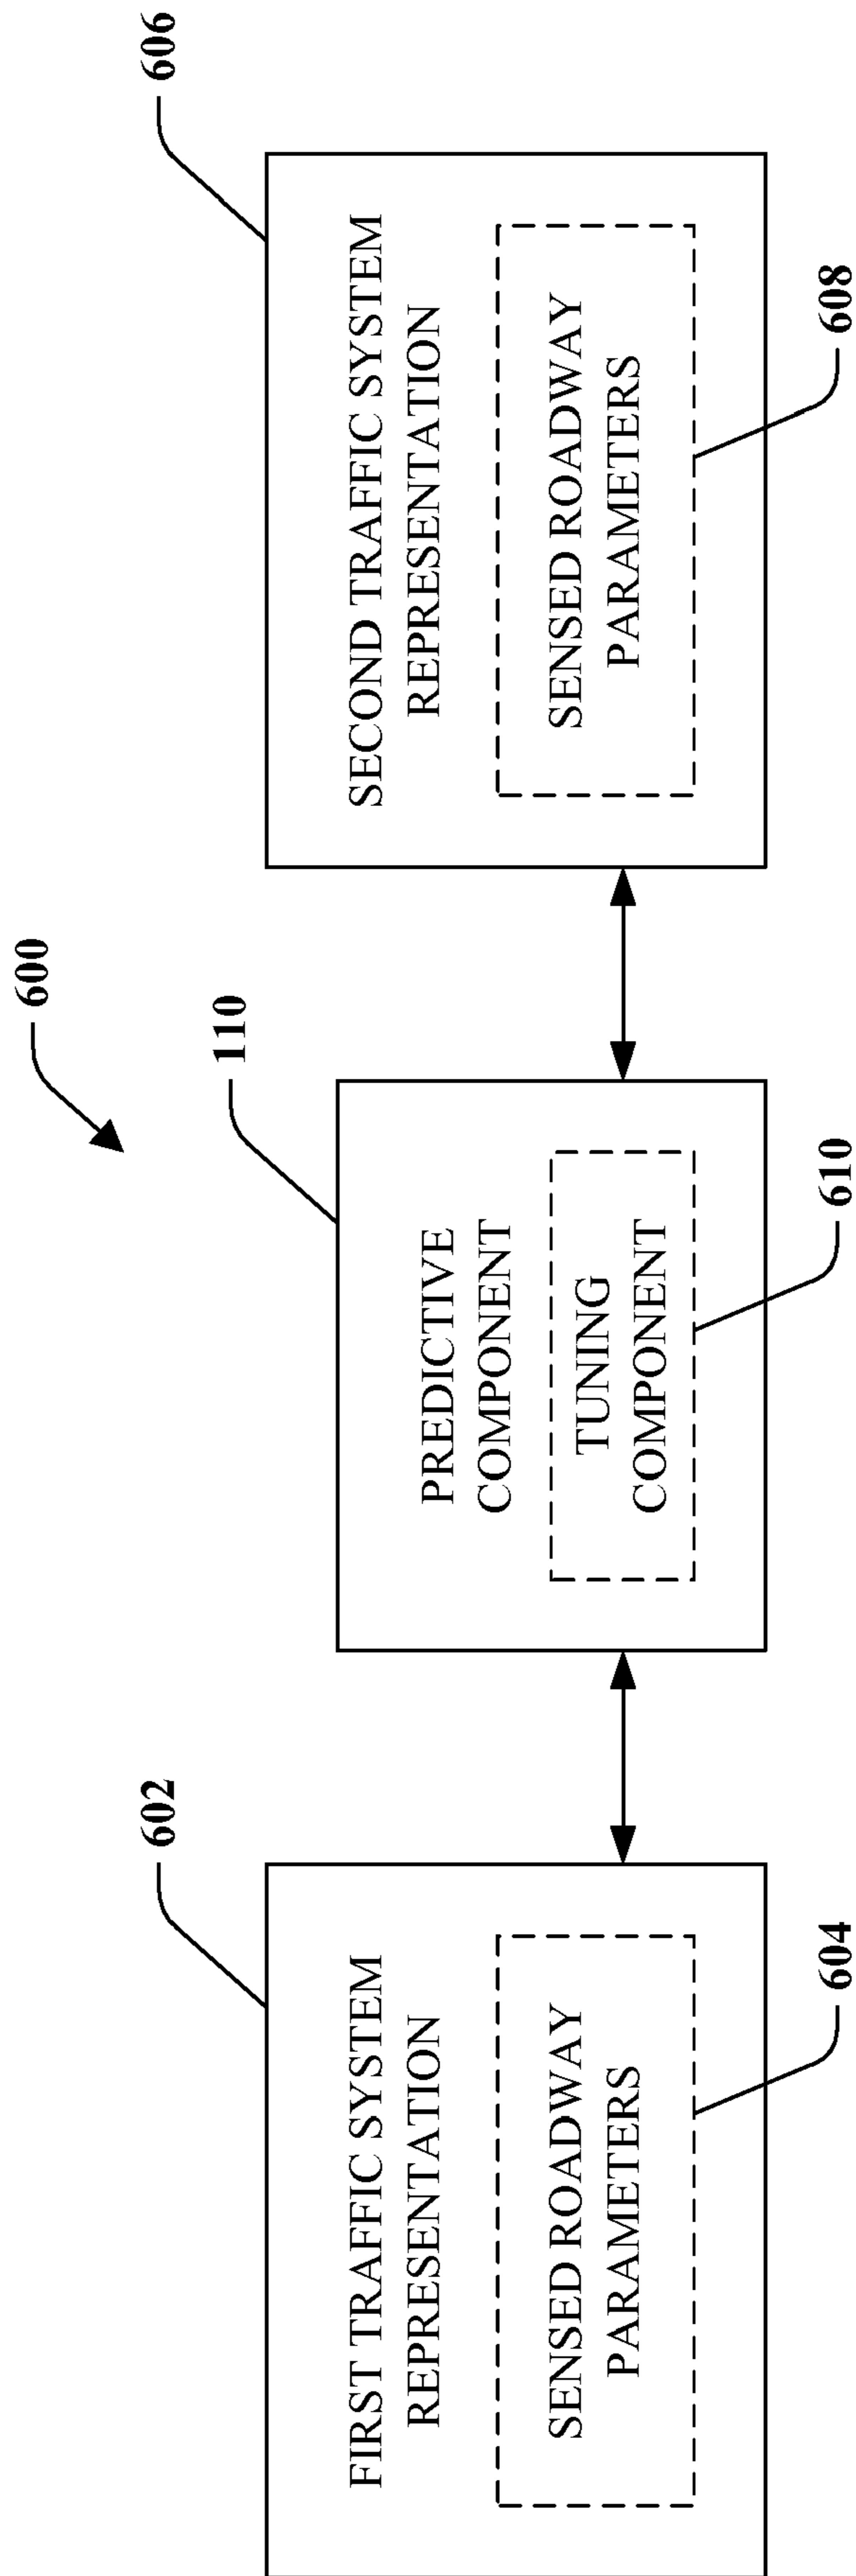 600
602
FIRST TRAFFIC SYSTEM
REPRESENTATION
SENSED ROADWAY
PARAMETERS
604
110
PREDICTIVE
COMPONENT
TUNING
COMPONENT
610
606
SECOND TRAFFIC SYSTEM
REPRESENTATION
SENSED ROADWAY
PARAMETERS
608